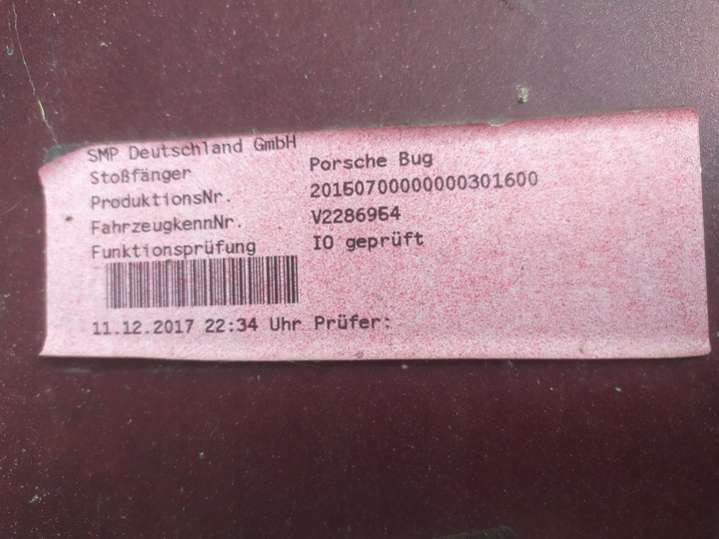 SMP Deutschland GmbH
Stoßfänger Porsche Bug
ProduktionsNr. 20150700000000301600
FahrzeugkennNr. V2286954
Funktionsprüfung IO geprüft
11.12.2017 22:34 Uhr Prüfer: